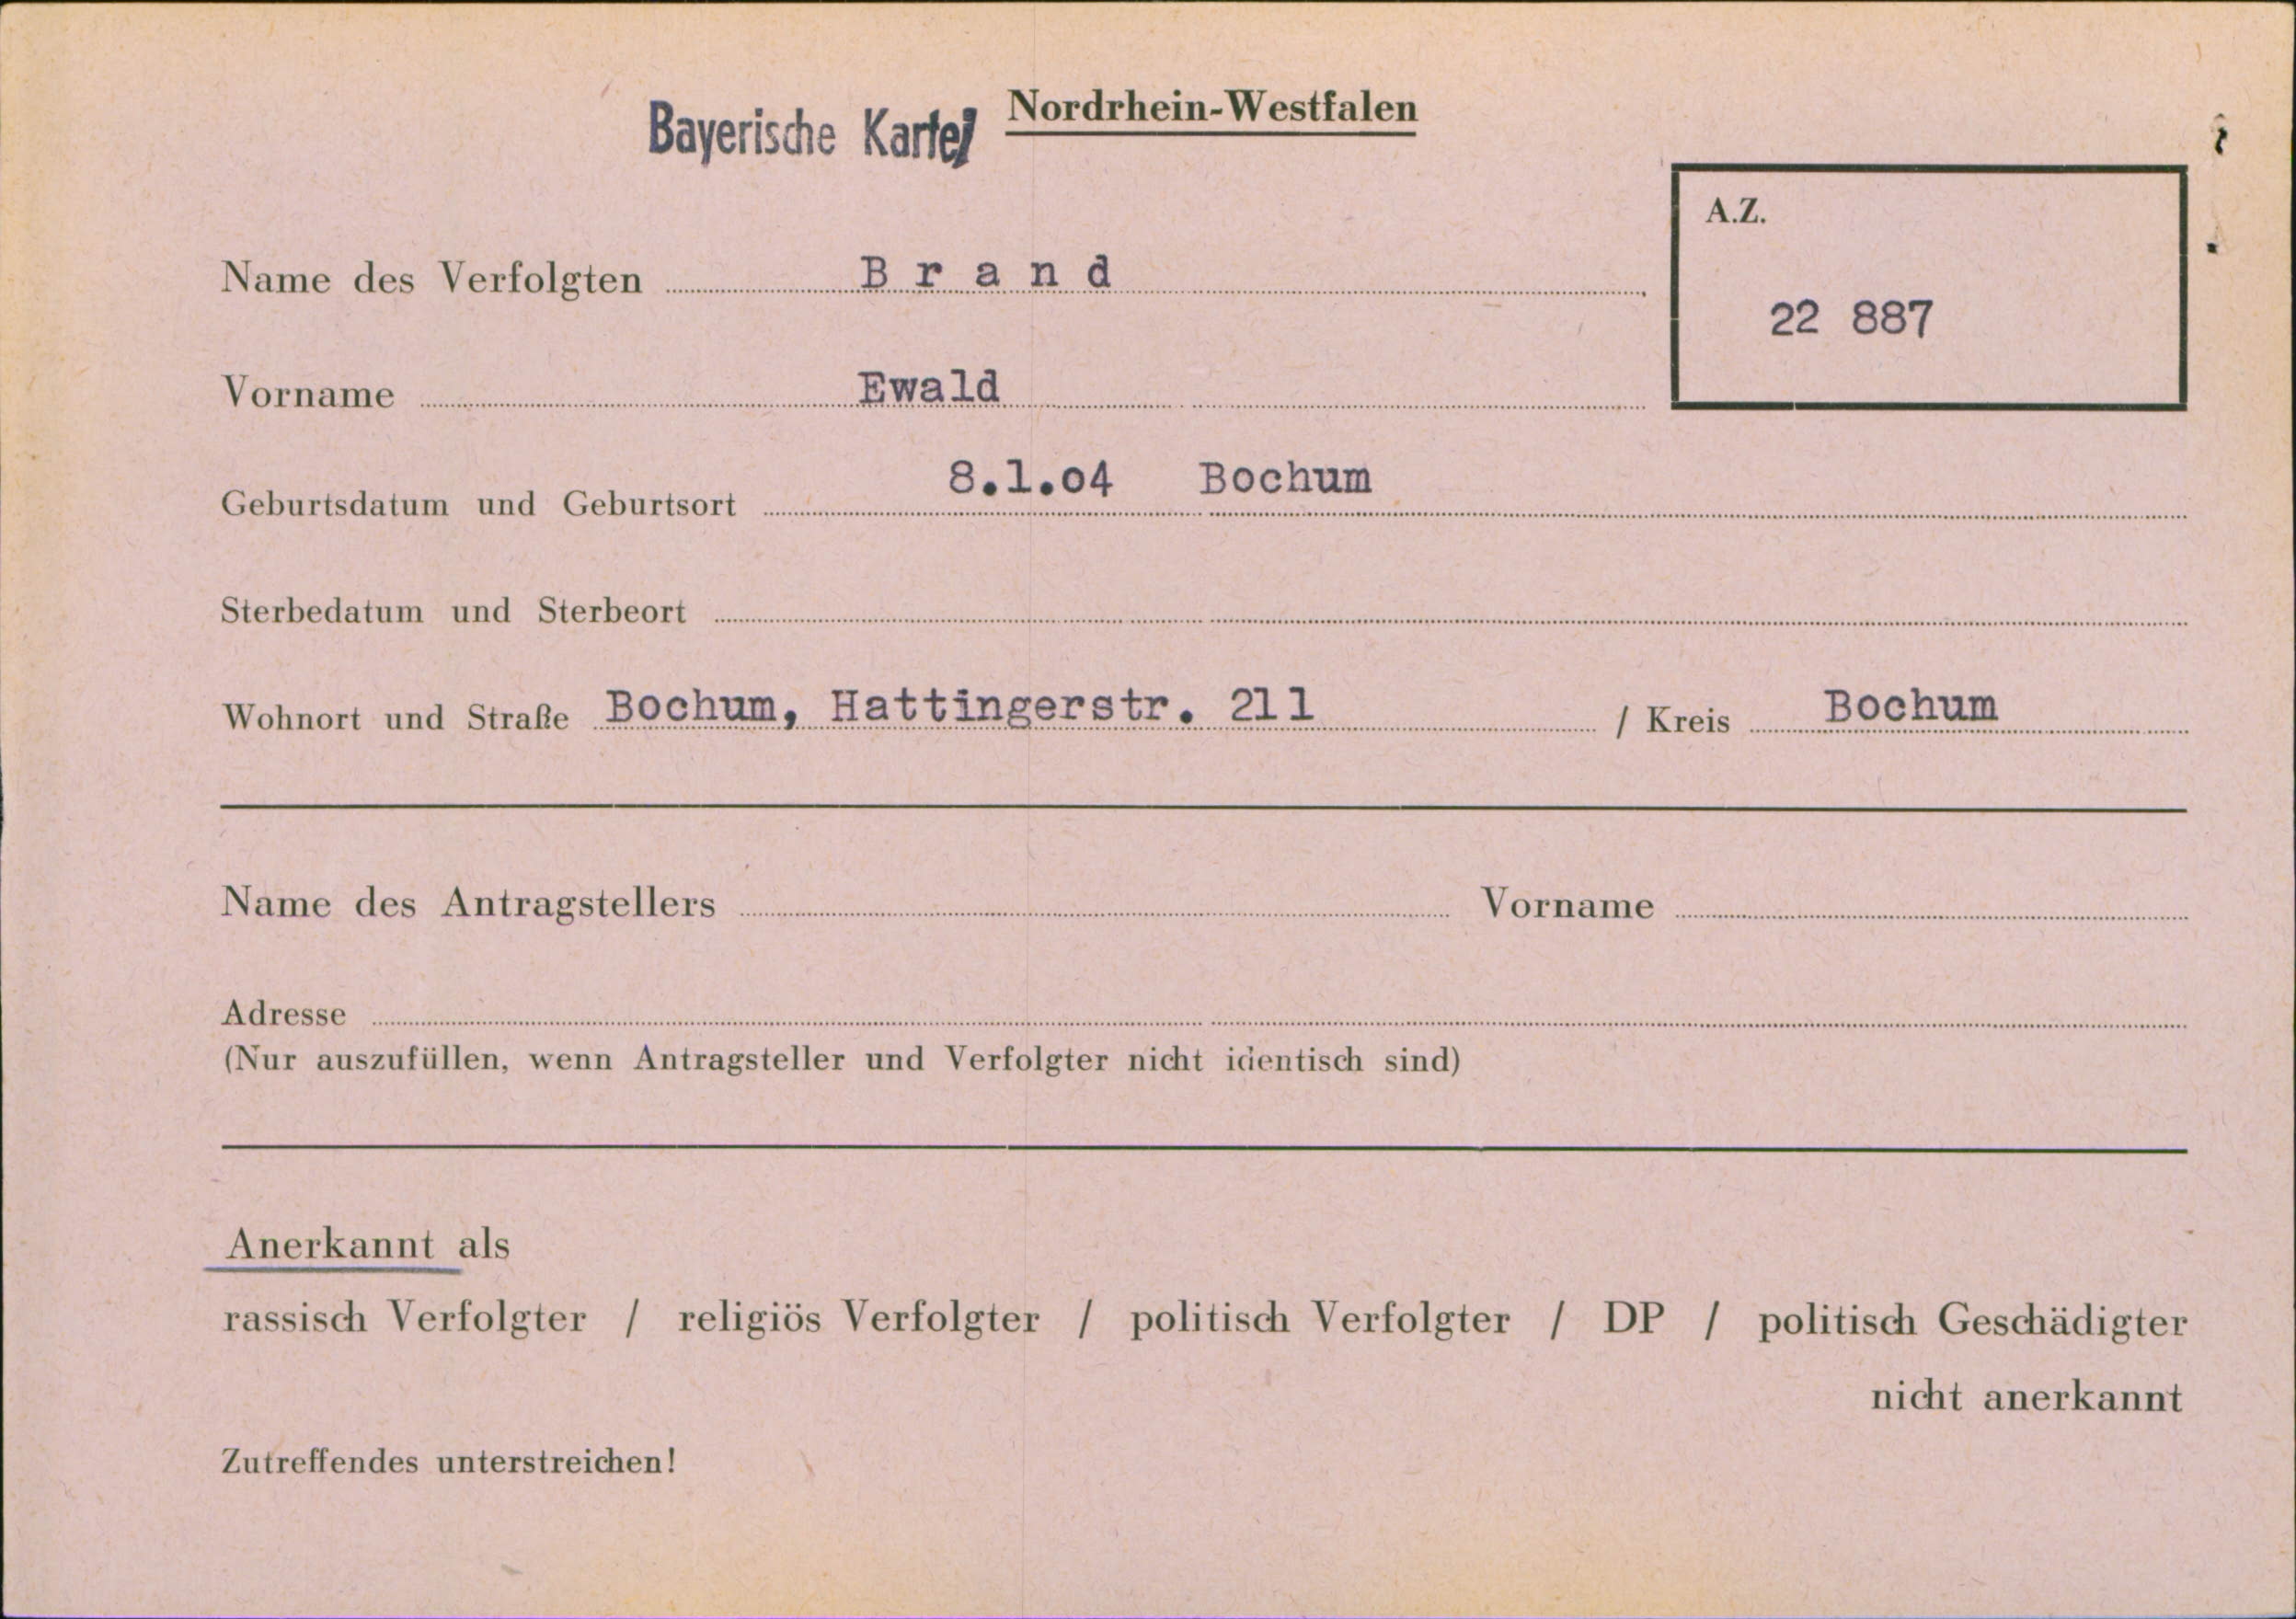 Bayerische Kartei Nordrhein-Westfalen
A.Z.
22 887
Name des Verfolgten B r a n d
Vorname Ewald
Geburtsdatum und Geburtsort 8.1.04 Bochum
Sterbedatum und Sterbeort
Wohnort und Straße Bochum, Hattingerstr. 211 / Kreis Bochum
Name des Antragstellers Vorname
Adresse
(Nur auszufüllen, wenn Antragsteller und Verfolgter nicht identisch sind)
Anerkannt als
rassisch Verfolgter / religiös Verfolgter / politisch Verfolgter / DP / politisch Geschädigter
nicht anerkannt
Zutreffendes unterstreichen!